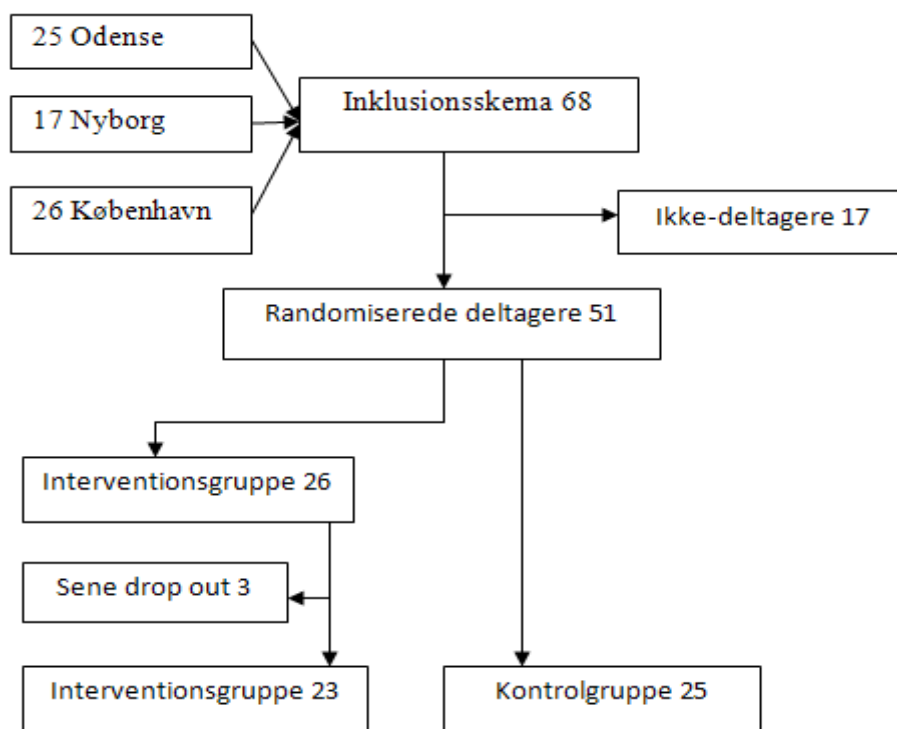 25 Odense
17 Nyborg
26 København
Inklusionsskema 68
Ikke-deltagere 17
Randomiserede deltagere 51
Interventionsgruppe 26
Sene drop out 3
Interventionsgruppe 23
Kontrolgruppe 25